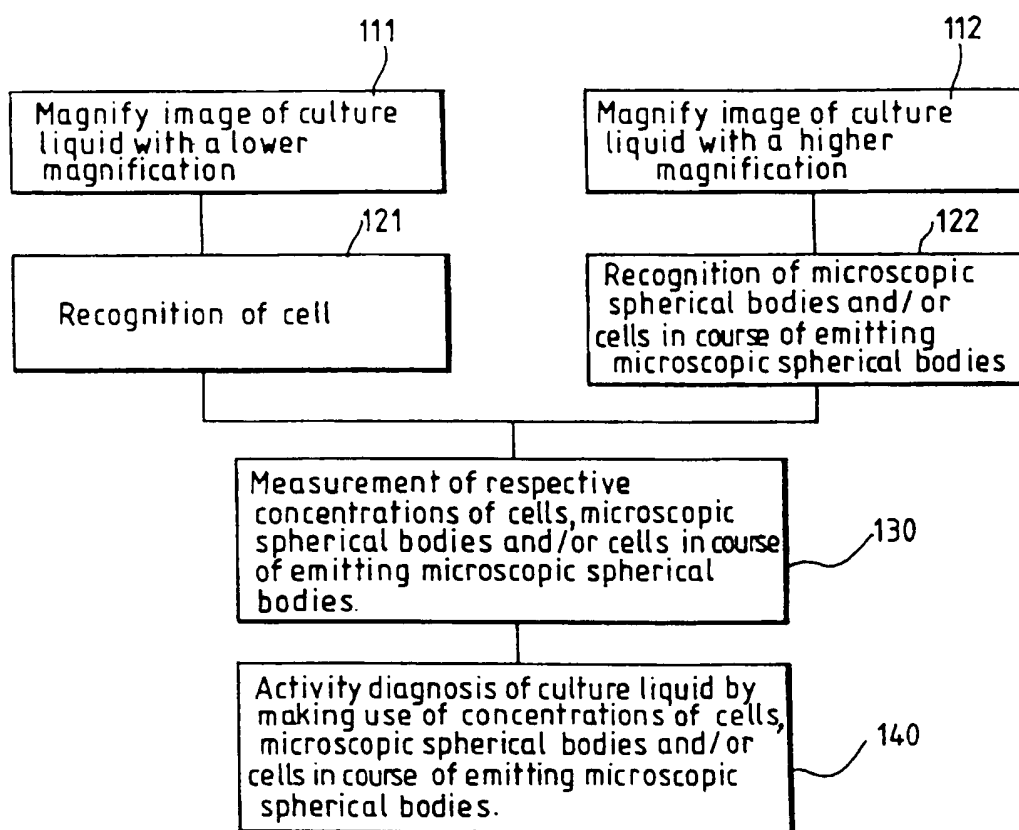 111
112
Magnify image of culture
liquid with a lower
magnification
Magnify image of culture
liquid with a higher
magnification
121
122
Recognition of cell
Recognition of microscopic
spherical bodies and/or
cells in course of emitting
microscopic spherical bodies
Measurement of respective
concentrations of cells, microscopic
spherical bodies and/or cells in course
of emitting microscopic spherical
bodies.
130
Activity diagnosis of culture liquid by
making use of concentrations of cells,
microscopic spherical bodies and/or
cells in course of emitting microscopic
spherical bodies.
140